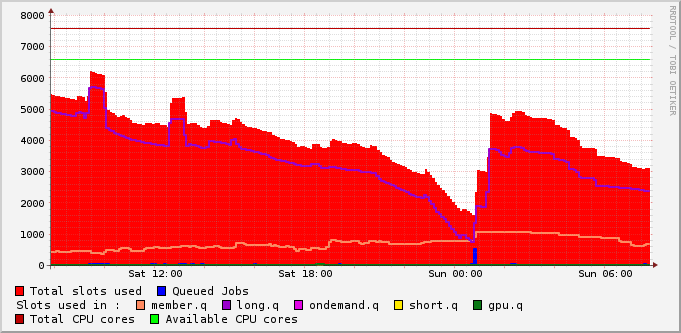 8000
7000
6000
5000
4000
3000
2000
1000
0
Sat 12:00 Sat 18:00 Sun 00:00 Sun 06:00
RRDTOOL / TOBI OETIKER
Total slots used Queued Jobs
Slots used in : member.q long.q ondemand.q short.q gpu.q
Total CPU cores Available CPU cores